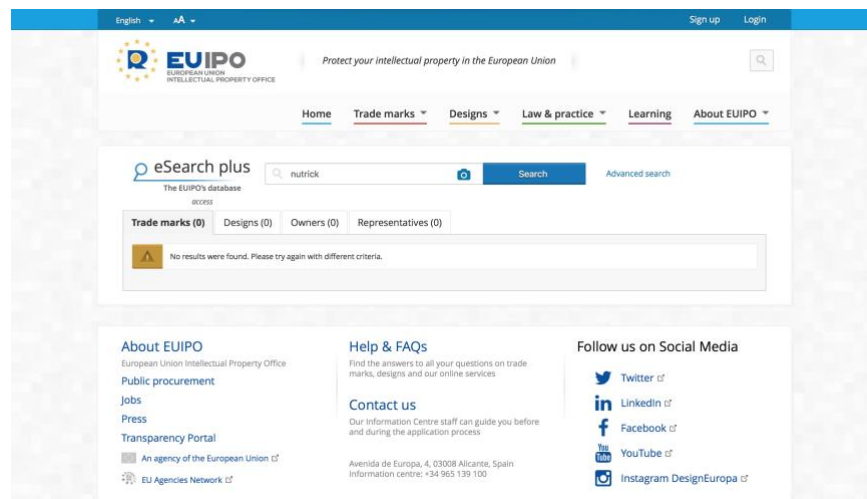 English AA Sign up Login
EUIPO
EUROPEAN UNION
INTELLECTUAL PROPERTY OFFICE
Protect your intellectual property in the European Union
Home Trade marks Designs Law & practice Learning About EUIPO
eSearch plus
The EUIPO's database
access
nutrick
Search
Advanced search
Trade marks (0) Designs (0) Owners (0) Representatives (0)
No results were found. Please try again with different criteria.
About EUIPO
European Union Intellectual Property Office
Public procurement
Jobs
Press
Transparency Portal
An agency of the European Union
EU Agencies Network
Help & FAQs
Find the answers to all your questions on trade
marks, designs and our online services
Contact us
Our Information Centre staff can guide you before
and during the application process
Avenida de Europa, 4, 03008 Alicante, Spain
Information centre: +34 965 139 100
Follow us on Social Media
Twitter
in LinkedIn
f Facebook
You
Tube
YouTube
Instagram DesignEuropa